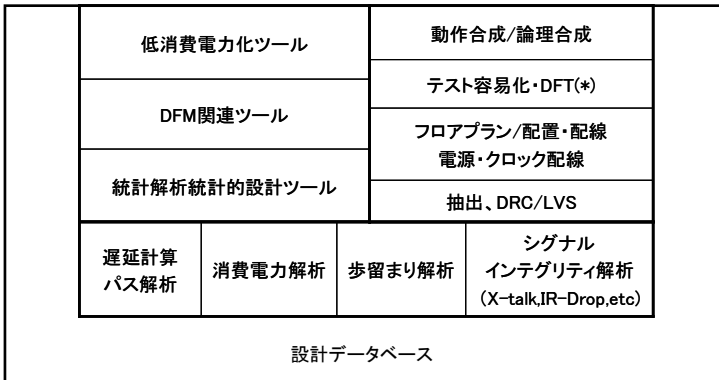 低消費電力化ツール
DFM関連ツール
統計解析統計的設計ツール
動作合成/論理合成
テスト容易化・DFT(*)
フロアプラン/配置・配線
電源・クロック配線
抽出、DRC/LVS
遅延計算
パス解析
消費電力解析
歩留まり解析
シグナル
インテグリティ解析
(X-talk,IR-Drop,etc)
設計データベース